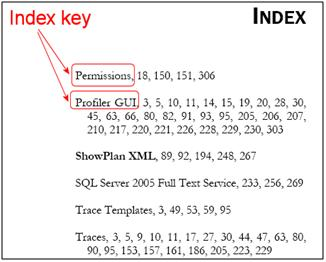 Index key
INDEX
Permissions, 18, 150, 151, 306
Profiler GUI, 3, 5, 10, 11, 14, 15, 19, 20, 28, 30,
45, 63, 66, 80, 82, 91, 93, 95, 205, 206, 207,
210, 217, 220, 221, 226, 228, 229, 230, 303
ShowPlan XML, 89, 92, 194, 248, 267
SQL Server 2005 Full Text Service, 233, 256, 269
Trace Templates, 3, 49, 53, 59, 95
Traces, 3, 5, 9, 10, 11, 17, 27, 30, 44, 47, 63, 80,
90, 95, 153, 157, 161, 186, 205, 223, 229